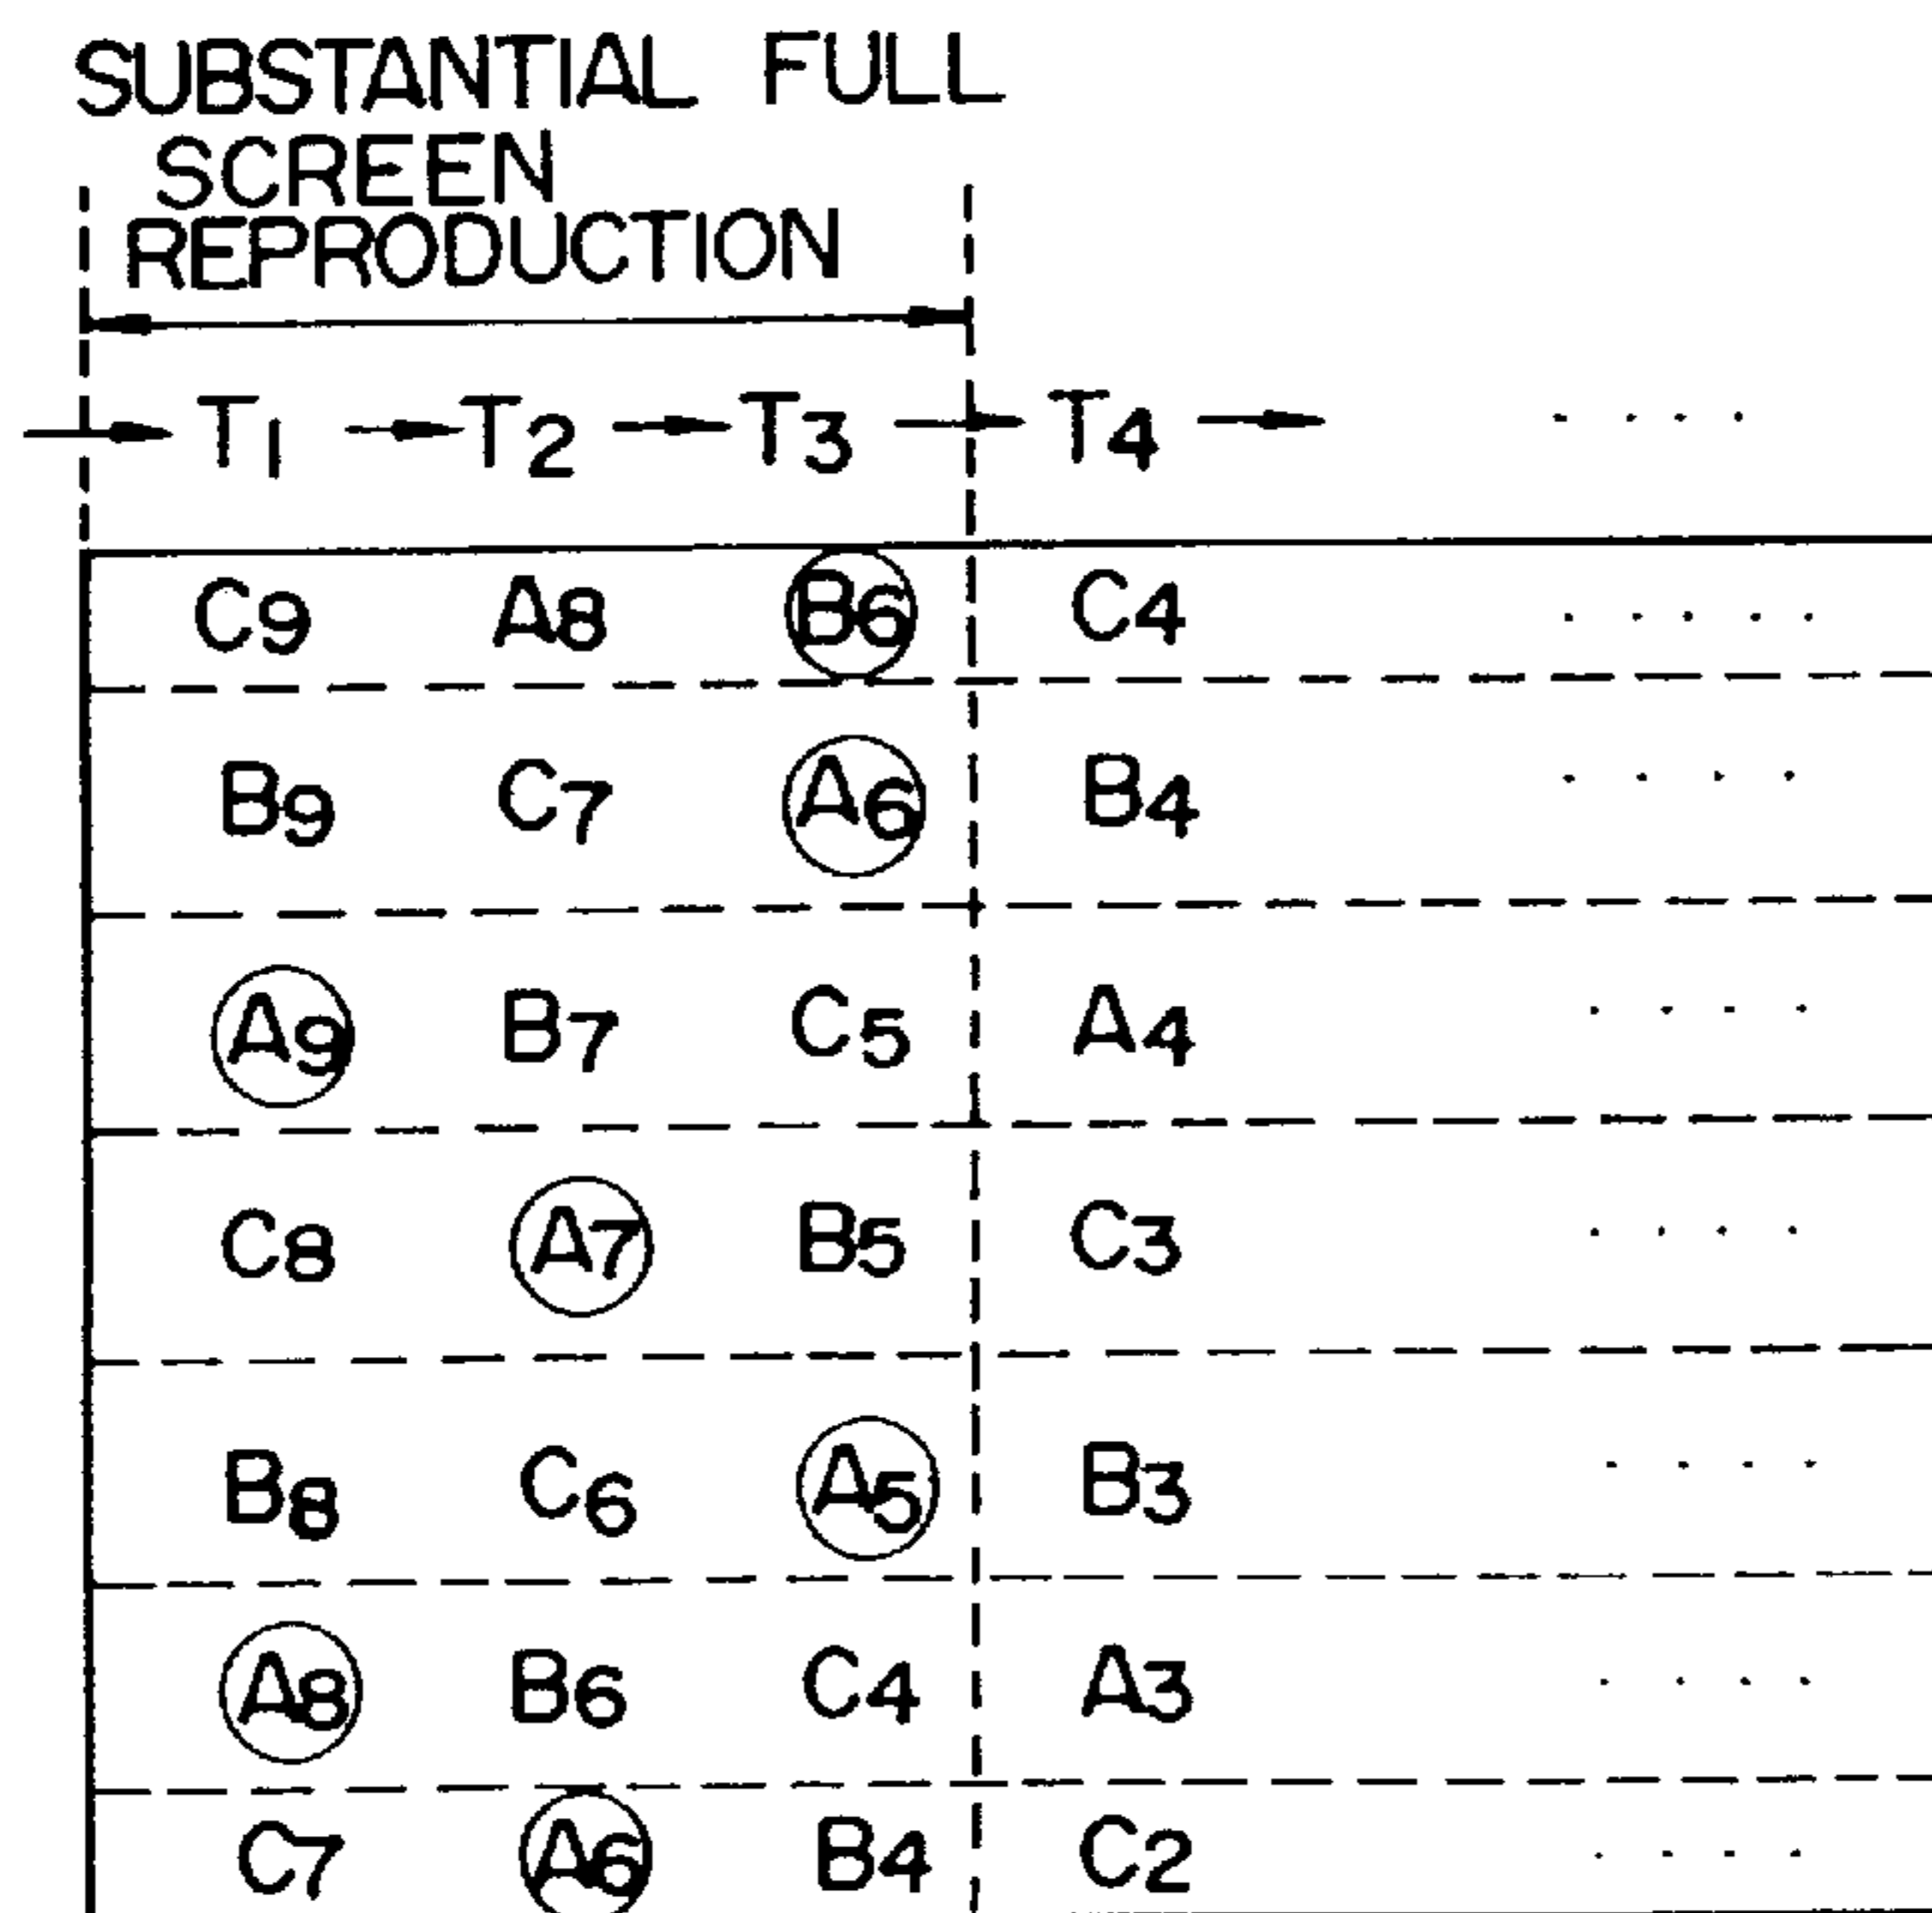 SUBSTANTIAL FULL
SCREEN
REPRODUCTION
T1 T2 T3 T4 ....
C9 A8 B6 C4 .....
B9 C7 A6 B4 ....
A9 B7 C5 A4 ....
C8 A7 B5 C3 ....
B8 C6 A5 B3 ....
A8 B6 C4 A3 ....
C7 A6 B4 C2 ....